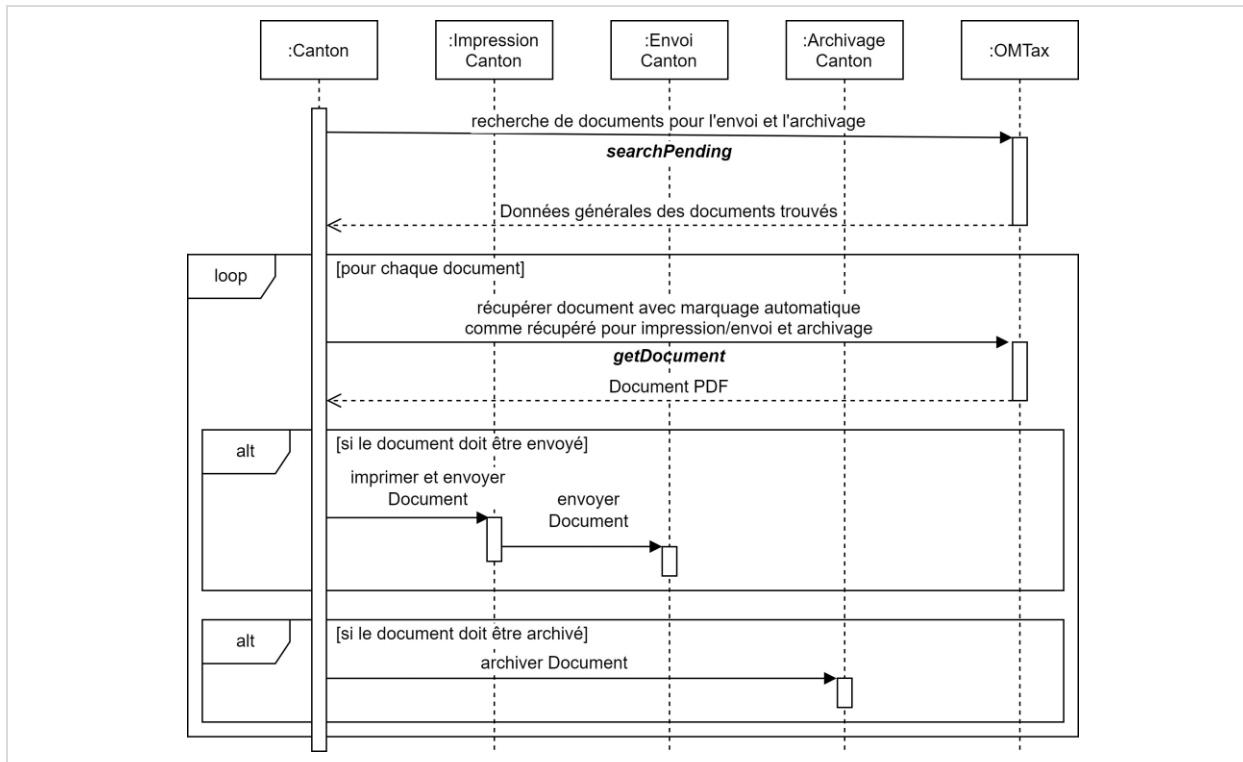 :Canton
:Impression
Canton
:Envoi
Canton
:Archivage
Canton
:OMTax
recherche de documents pour l'envoi et l'archivage
searchPending
Données générales des documents trouvés
loop
[pour chaque document]
récupérer document avec marquage automatique
comme récupéré pour impression/envoi et archivage
getDocument
Document PDF
alt
[si le document doit être envoyé]
imprimer et envoyer
Document
envoyer
Document
alt
[si le document doit être archivé]
archiver Document